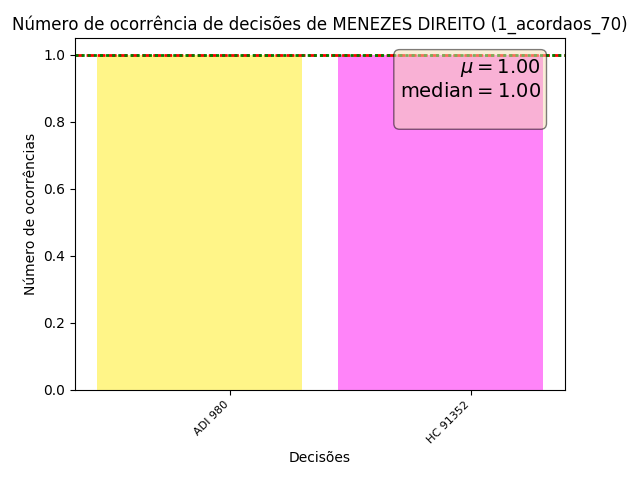 Número de ocorrência de decisões de MENEZES DIREITO (1_acordaos_70)
Número de ocorrências
1.0
0.8
0.6
0.4
0.2
0.0
μ = 1.00
median = 1.00
ADI 980
HC 91352
Decisões